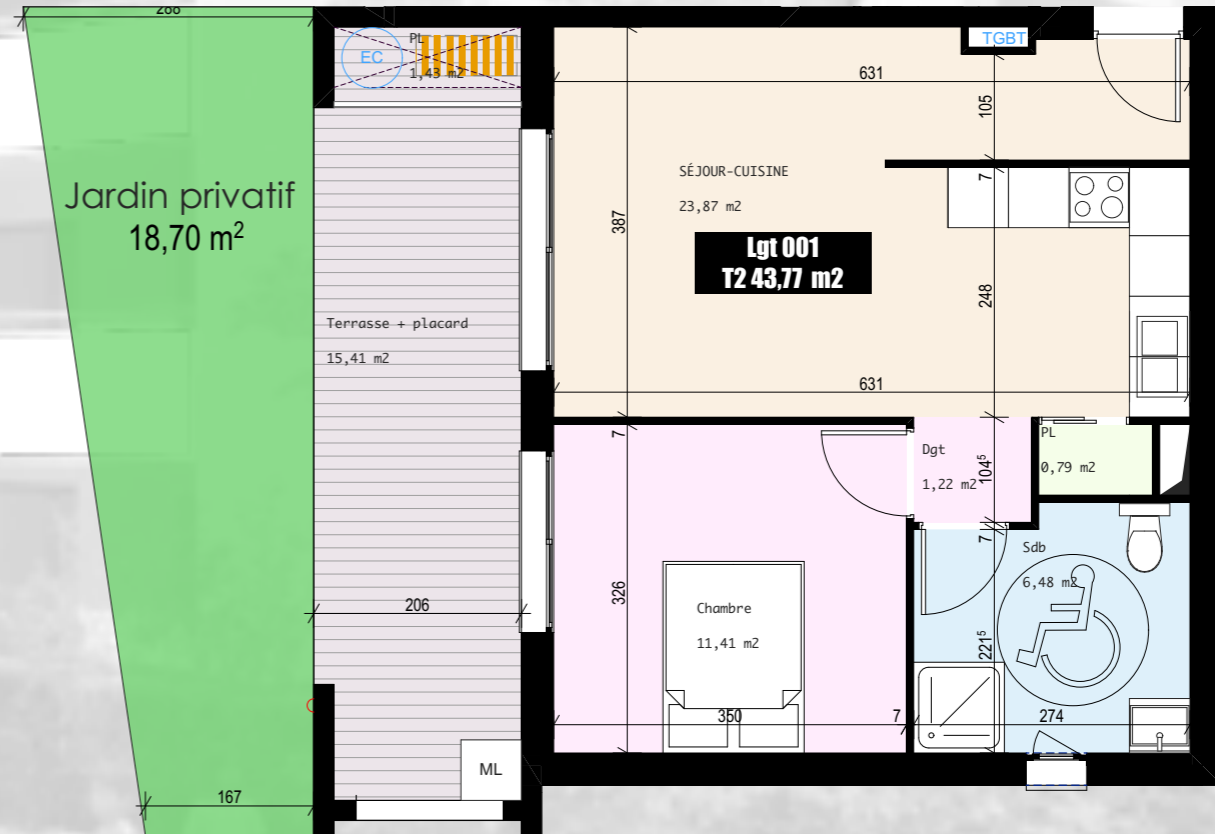 288
PL
1,43 m2
EC
TGBT
631
105
Jardin privatif
18,70 m²
SÉJOUR-CUISINE
23,87 m2
7
387
Lgt 001
T2 43,77 m2
248
Terrasse + placard
15,41 m2
631
7
Dgt
1,22 m2
104⁵
PL
0,79 m2
7
Sdb
6,48 m2
326
206
Chambre
11,41 m2
221⁵
350
7
274
ML
167